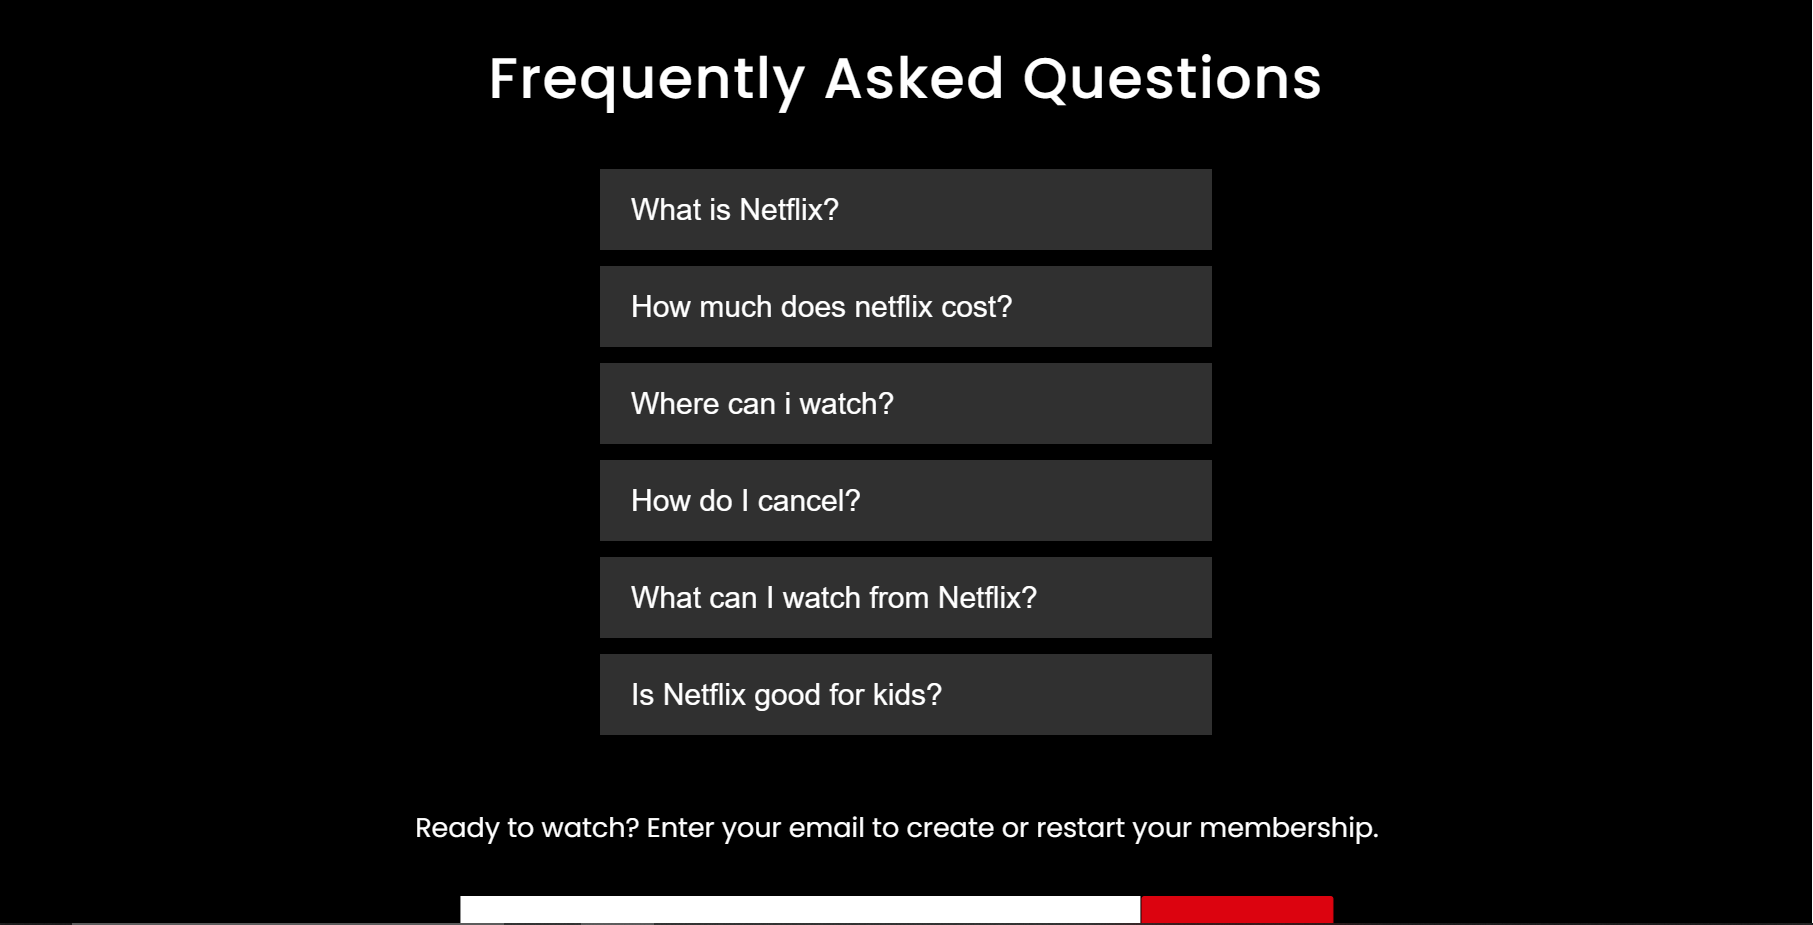 Frequently Asked Questions
What is Netflix?
How much does netflix cost?
Where can i watch?
How do I cancel?
What can I watch from Netflix?
Is Netflix good for kids?
Ready to watch? Enter your email to create or restart your membership.